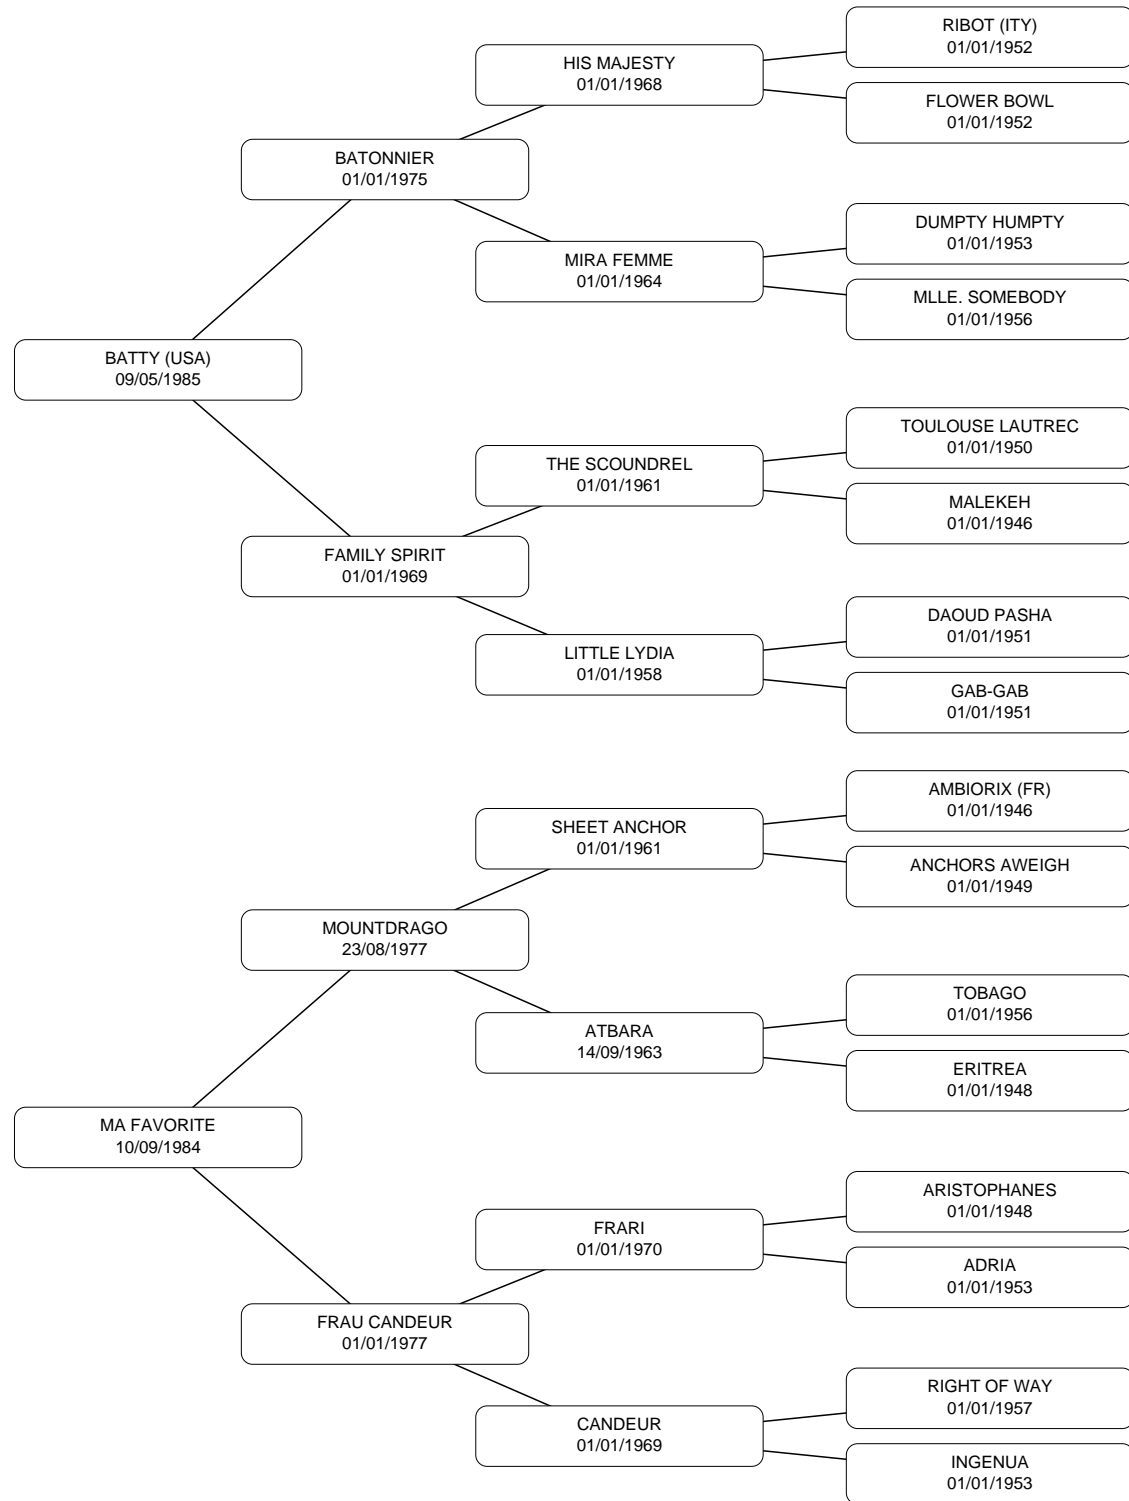 RIBOT (ITY)
01/01/1952
HIS MAJESTY
01/01/1968
FLOWER BOWL
01/01/1952
BATONNIER
01/01/1975
DUMPTY HUMPTY
01/01/1953
MIRA FEMME
01/01/1964
MLLE. SOMEBODY
01/01/1956
BATTY (USA)
09/05/1985
TOULOUSE LAUTREC
01/01/1950
THE SCOUNDREL
01/01/1961
MALEKEH
01/01/1946
FAMILY SPIRIT
01/01/1969
DAOUD PASHA
01/01/1951
LITTLE LYDIA
01/01/1958
GAB-GAB
01/01/1951
AMBIORIX (FR)
01/01/1946
SHEET ANCHOR
01/01/1961
ANCHORS AWEIGH
01/01/1949
MOUNTDRAGO
23/08/1977
TOBAGO
01/01/1956
ATBARA
14/09/1963
ERITREA
01/01/1948
MA FAVORITE
10/09/1984
ARISTOPHANES
01/01/1948
FRARI
01/01/1970
ADRIA
01/01/1953
FRAU CANDEUR
01/01/1977
RIGHT OF WAY
01/01/1957
CANDEUR
01/01/1969
INGENUA
01/01/1953